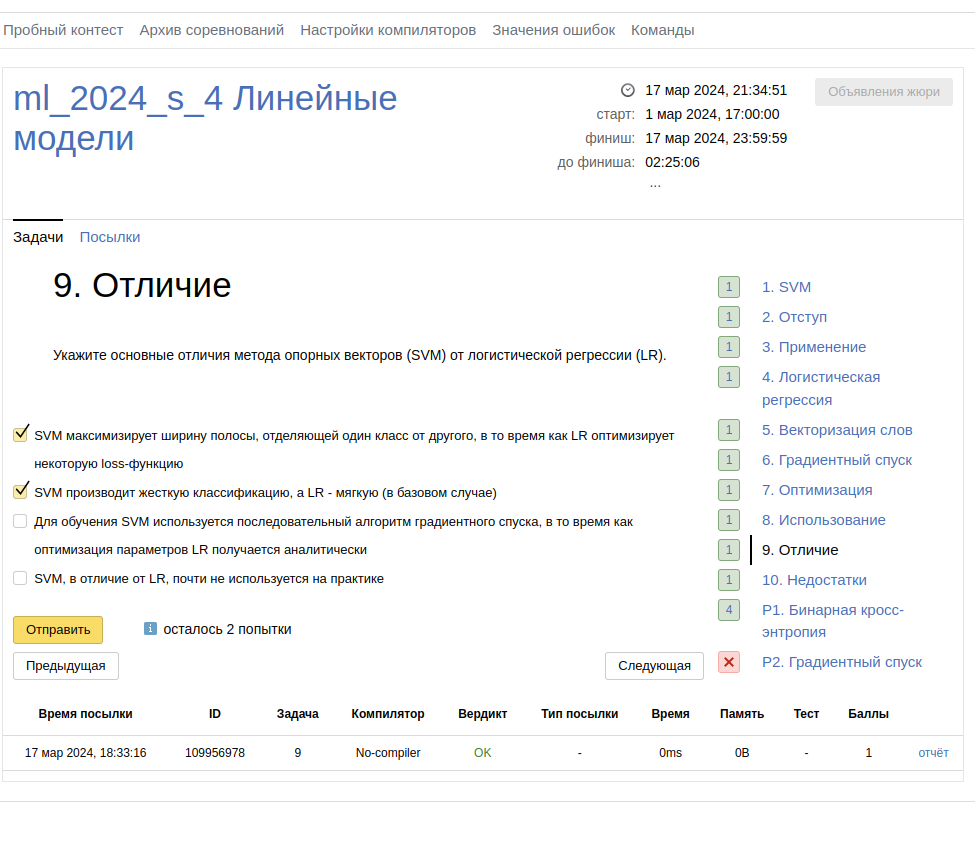 Пробный контест Архив соревнований Настройки компиляторов Значения ошибок Команды
ml_2024_s_4 Линейные
модели
17 мар 2024, 21:34:51
старт: 1 мар 2024, 17:00:00
финиш: 17 мар 2024, 23:59:59
до финиша: 02:25:06
...
Объявления жюри
Задачи Посылки
9. Отличие
Укажите основные отличия метода опорных векторов (SVM) от логистической регрессии (LR).
SVM максимизирует ширину полосы, отделяющей один класс от другого, в то время как LR оптимизирует
некоторую loss-функцию
SVM производит жесткую классификацию, а LR - мягкую (в базовом случае)
Для обучения SVM используется последовательный алгоритм градиентного спуска, в то время как
оптимизация параметров LR получается аналитически
SVM, в отличие от LR, почти не используется на практике
Отправить
i осталось 2 попытки
Предыдущая
Следующая
1 1. SVM
1 2. Отступ
1 3. Применение
1 4. Логистическая
регрессия
1 5. Векторизация слов
1 6. Градиентный спуск
1 7. Оптимизация
1 8. Использование
1 9. Отличие
1 10. Недостатки
4 P1. Бинарная кросс-
энтропия
P2. Градиентный спуск
Время посылки ID Задача Компилятор Вердикт Тип посылки Время Память Тест Баллы
17 мар 2024, 18:33:16 109956978 9 No-compiler OK - 0ms 0B - 1 отчёт